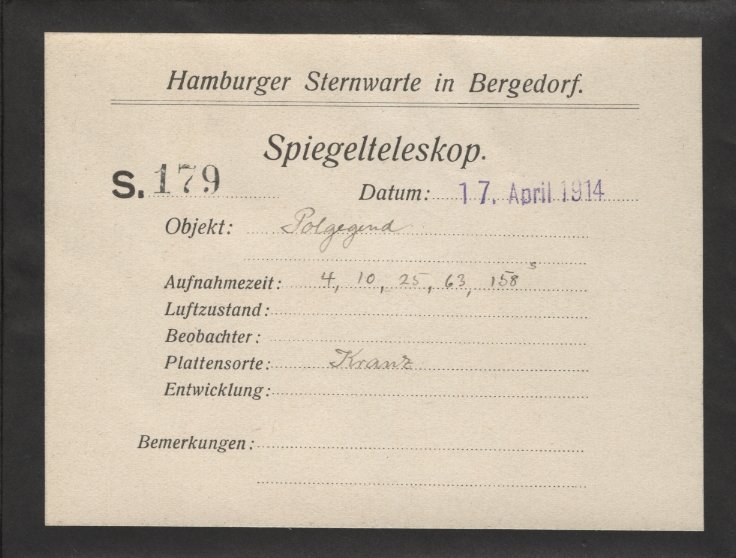 Hamburger Sternwarte in Bergedorf.
Spiegelteleskop.
S. 179
Datum: 17. April 1914
Objekt: Polgegend
Aufnahmezeit: 4, 10, 25, 63, 158 s
Luftzustand:
Beobachter:
Plattensorte: Kranz
Entwicklung:
Bemerkungen: